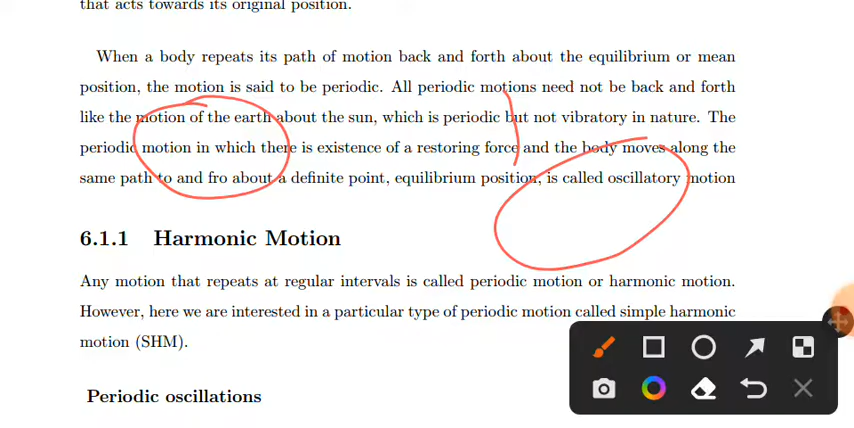 that acts towards its original position.
When a body repeats its path of motion back and forth about the equilibrium or mean
position, the motion is said to be periodic. All periodic motions need not be back and forth
like the motion of the earth about the sun, which is periodic but not vibratory in nature. The
periodic motion in which there is existence of a restoring force and the body moves along the
same path to and fro about a definite point, equilibrium position, is called oscillatory motion
6.1.1 Harmonic Motion
Any motion that repeats at regular intervals is called periodic motion or harmonic motion.
However, here we are interested in a particular type of periodic motion called simple harmonic
motion (SHM).
Periodic oscillations